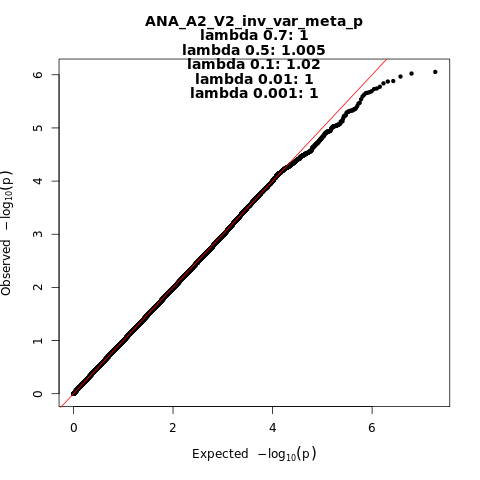 ANA_A2_V2_inv_var_meta_p
lambda 0.7: 1
lambda 0.5: 1.005
lambda 0.1: 1.02
lambda 0.01: 1
lambda 0.001: 1
6
5
4
3
2
1
0
Observed −log10(p)
0 2 4 6
Expected −log10(p)